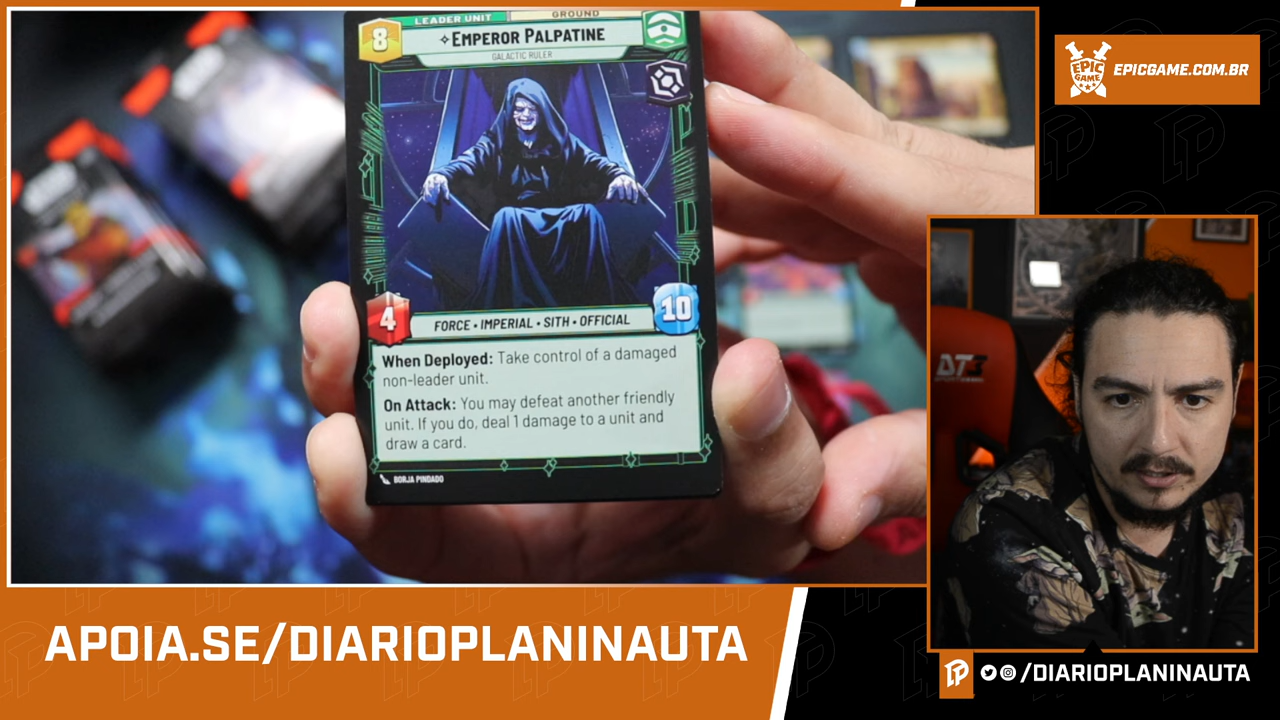 LEADER UNIT
GROUND
8
EMPEROR PALPATINE
GALACTIC RULER
4
FORCE • IMPERIAL • SITH • OFFICIAL
10
When Deployed: Take control of a damaged
non-leader unit.
On Attack: You may defeat another friendly
unit. If you do, deal 1 damage to a unit and
draw a card.
BORJA PINDADO
EPIC
GAME
EPICGAME.COM.BR
DT3
APOIA.SE/DIARIOPLANINAUTA
/DIARIOPLANINAUTA